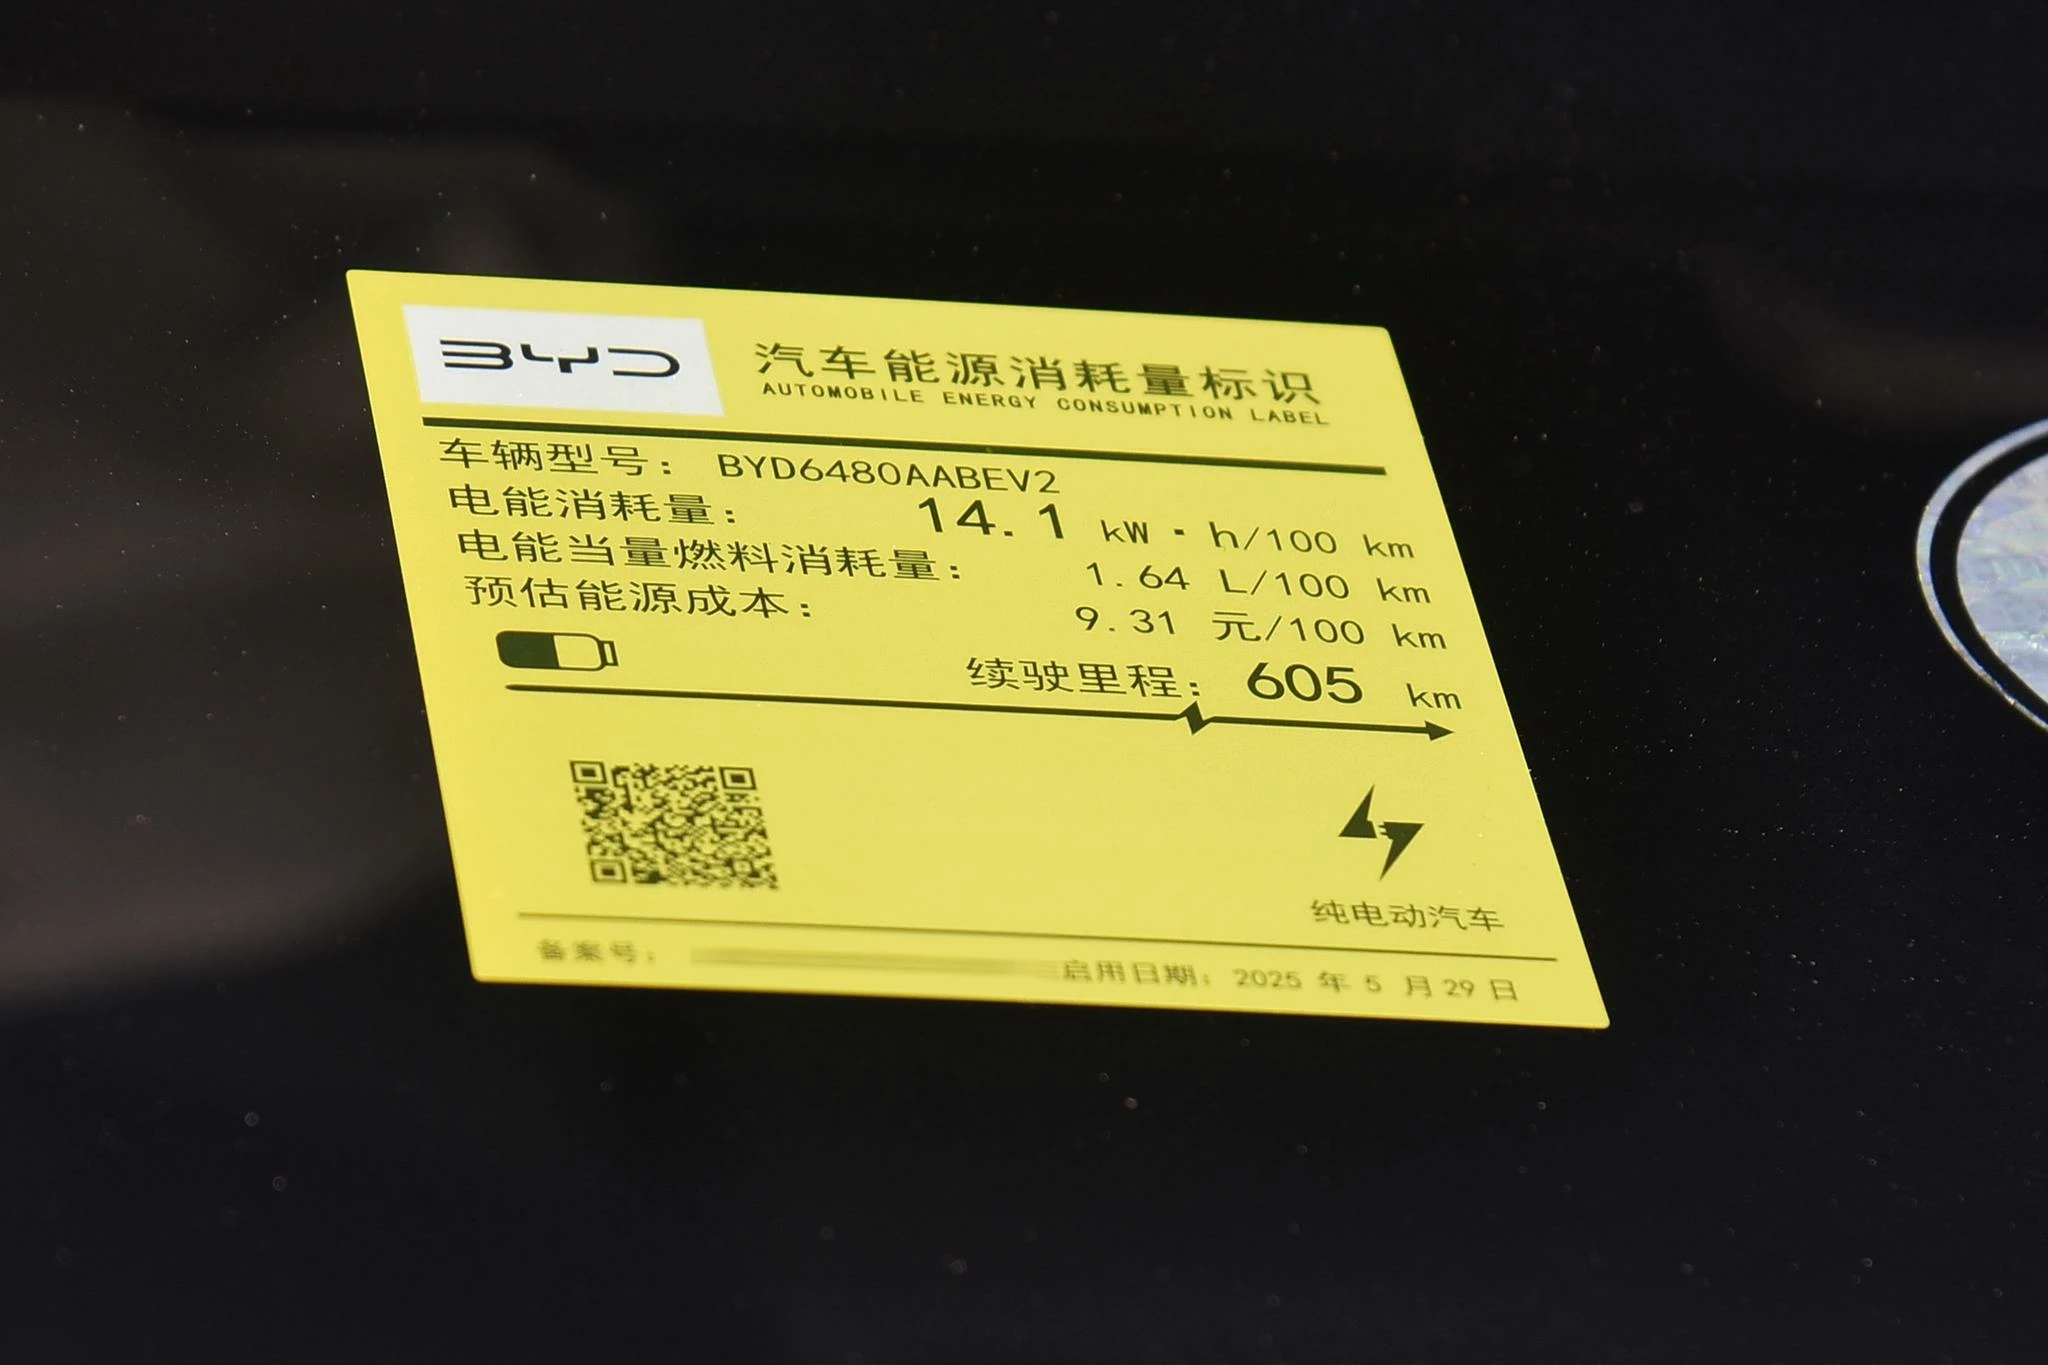 BYD 汽车能源消耗量标识
AUTOMOBILE ENERGY CONSUMPTION LABEL
车辆型号: BYD6480AABEV2
电能消耗量: 14.1 kW·h/100 km
电能当量燃料消耗量: 1.64 L/100 km
预估能源成本: 9.31 元/100 km
续驶里程: 605 km
纯电动汽车
备案号: 启用日期: 2025 年 5 月 29 日